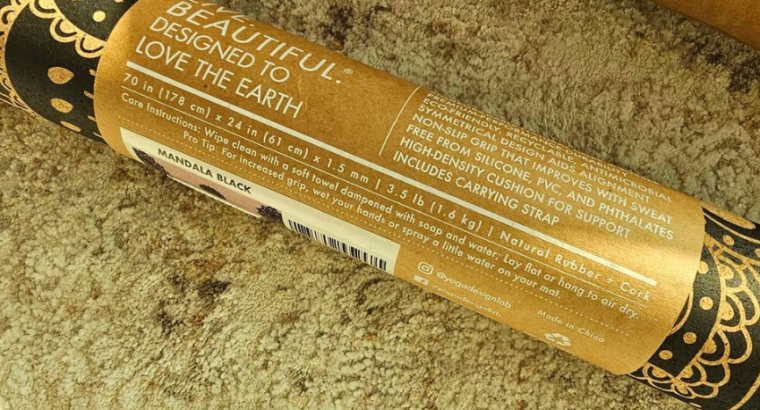 BEAUTIFUL.®
DESIGNED TO
LOVE THE EARTH
ECOFRIENDLY, RECYCLABLE, ANTIMICROBIAL
SYMMETRICAL DESIGN AIDS ALIGNMENT
NON-SLIP GRIP THAT IMPROVES WITH SWEAT
FREE FROM SILICONE, PVC, AND PHTHALATES
HIGH-DENSITY CUSHION FOR SUPPORT
INCLUDES CARRYING STRAP
70 in (178 cm) x 24 in (61 cm) x 1.5 mm | 3.5 lb (1.6 kg) | Natural Rubber + Cork
Care Instructions: Wipe clean with a soft towel dampened with soap and water; Lay flat or hang to air dry.
Pro Tip: For increased grip, wet your hands or spray a little water on your mat.
MANDALA BLACK
@yogadesignlab
Made in China